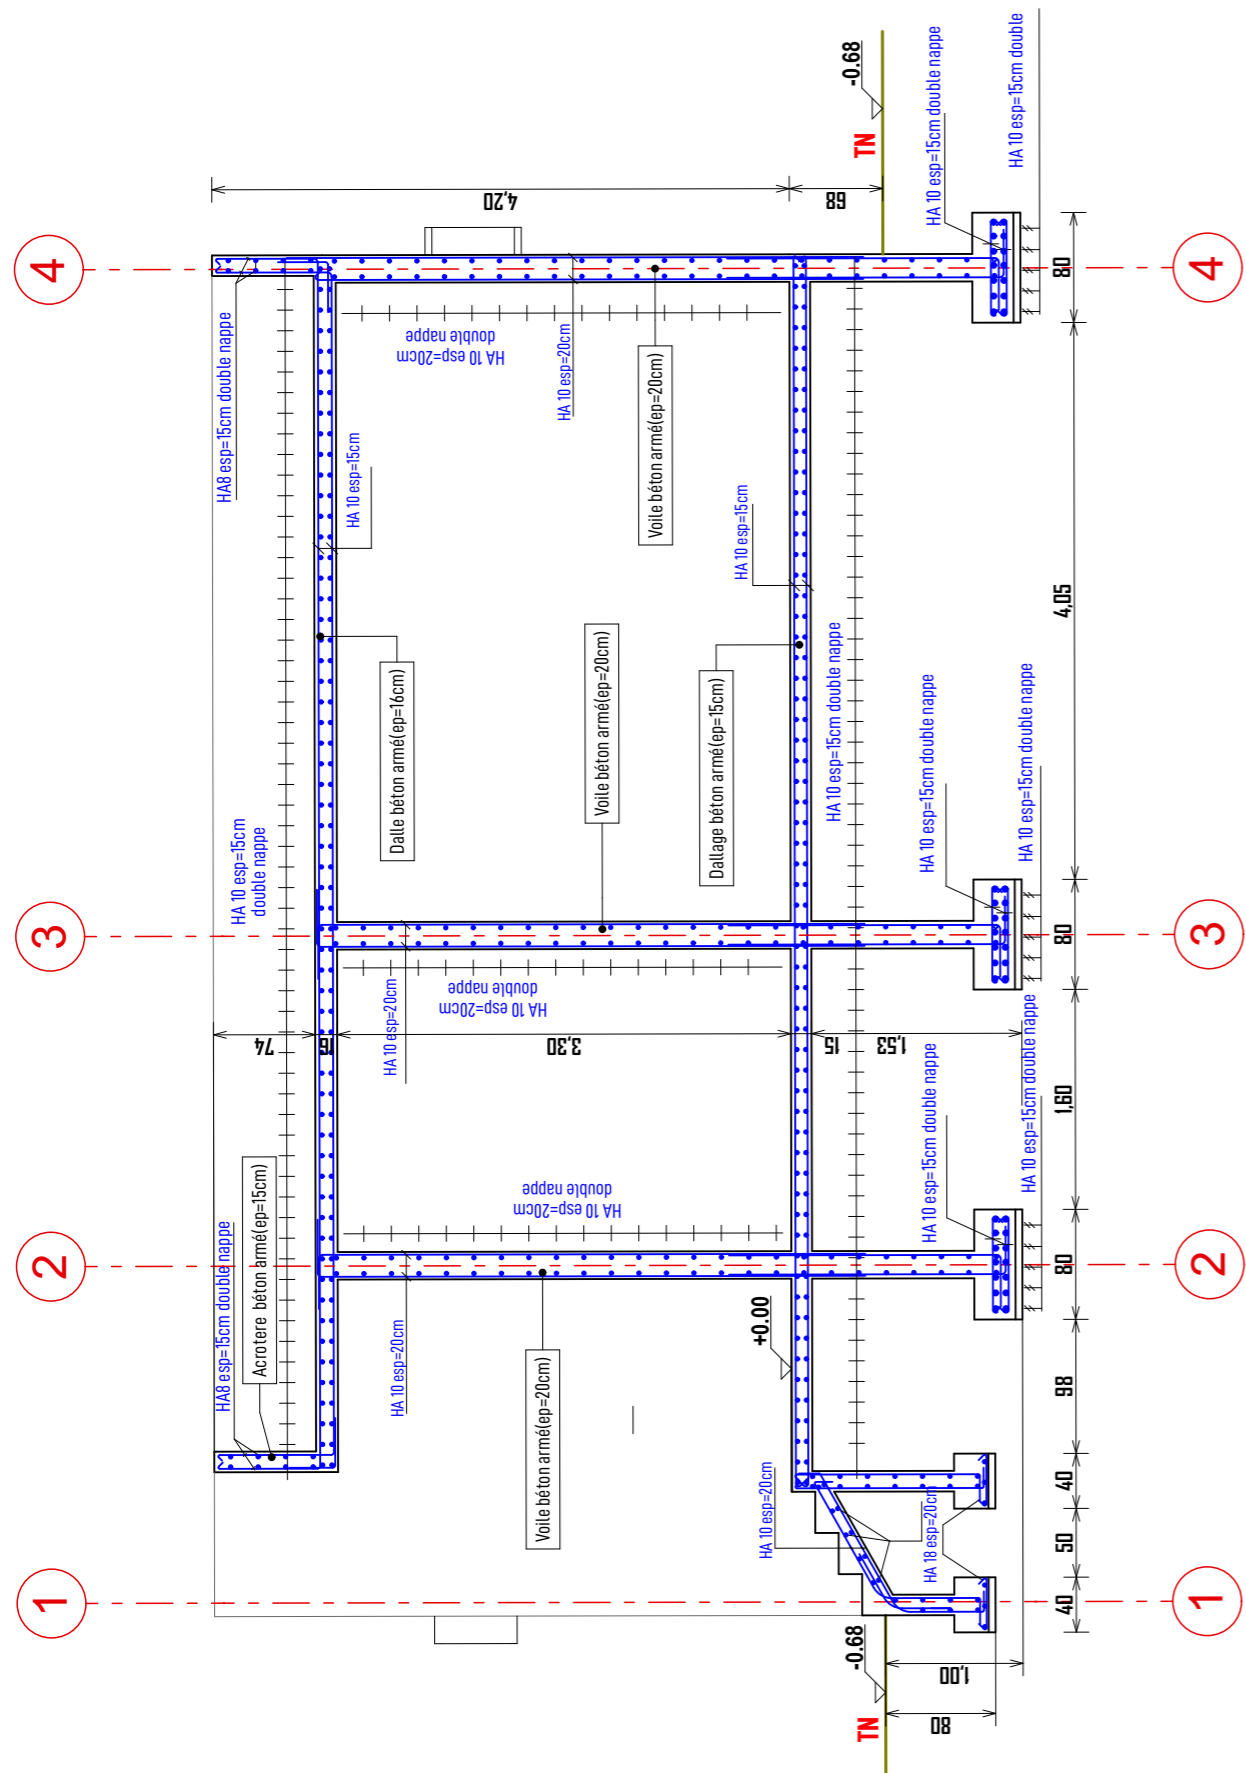 1
2
3
4
HA8 esp=15cm double nappe
Acrotere béton armé(ep=15cm)
HA 10 esp=15cm
double nappe
HA8 esp=15cm double nappe
74
16
3,30
15
1,53
4,20
68
HA 10 esp=15cm
Dalle béton armé(ep=16cm)
HA 10 esp=20cm
HA 10 esp=20cm
double nappe
HA 10 esp=20cm
HA 10 esp=20cm
double nappe
HA 10 esp=20cm
double nappe
HA 10 esp=20cm
Voile béton armé(ep=20cm)
Voile béton armé(ep=20cm)
Voile béton armé(ep=20cm)
Dallage béton armé(ep=15cm)
HA 10 esp=15cm
HA 10 esp=15cm double nappe
+0.00
-0.68
TN
-0.68
TN
HA 10 esp=20cm
HA 18 esp=20cm
HA 10 esp=15cm double nappe
HA 10 esp=15cm double nappe
HA 10 esp=15cm double nappe
HA 10 esp=15cm double nappe
HA 10 esp=15cm double nappe
HA 10 esp=15cm double
80
1,00
40
50
40
98
80
1,60
80
4,05
80
1
2
3
4